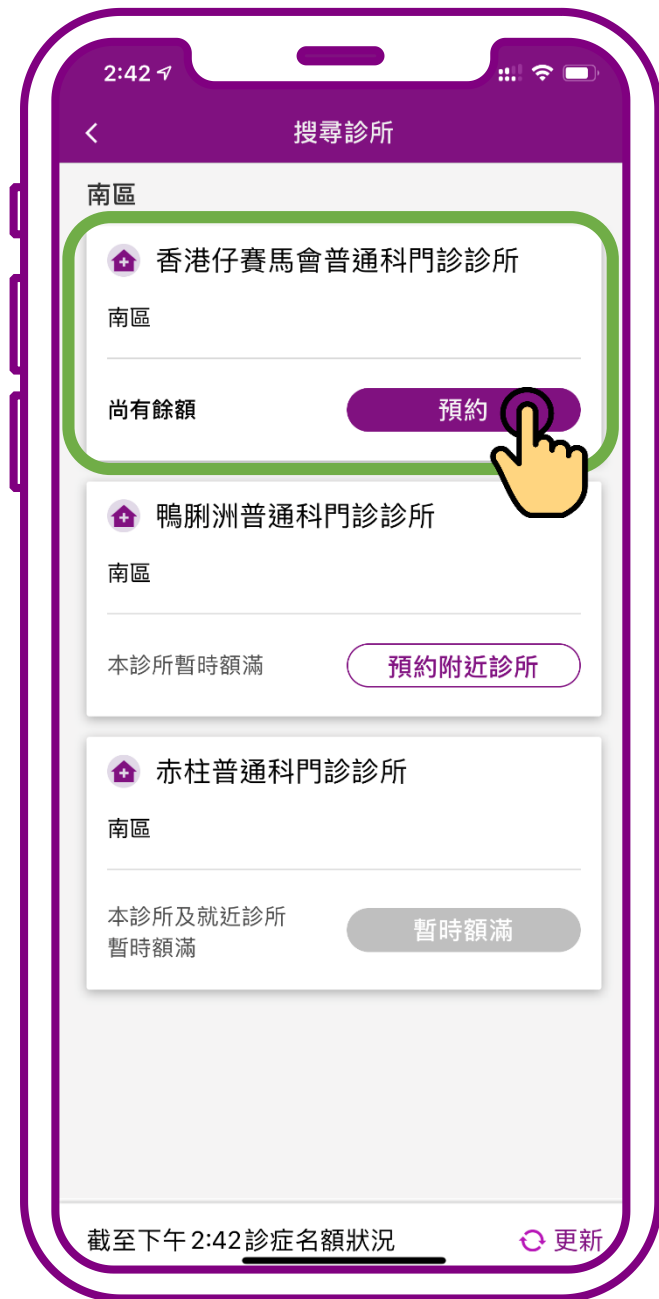 2:42
搜尋診所
南區
香港仔賽馬會普通科門診診所
南區
尚有餘額
預約
鴨脷洲普通科門診診所
南區
本診所暫時額滿
預約附近診所
赤柱普通科門診診所
南區
本診所及就近診所
暫時額滿
暫時額滿
截至下午2:42診症名額狀況
更新